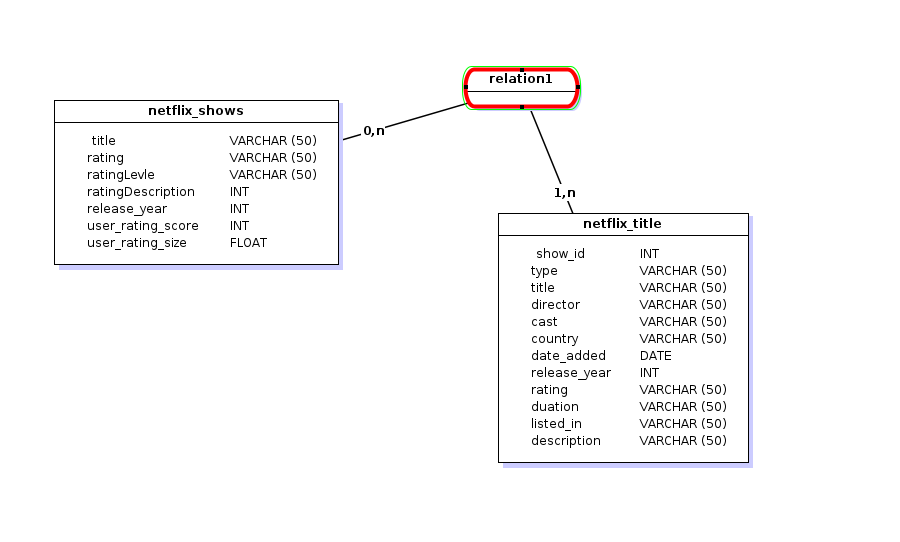 relation1
netflix_shows
0,n
title VARCHAR (50)
rating VARCHAR (50)
ratingLevle VARCHAR (50)
ratingDescription INT
release_year INT
user_rating_score INT
user_rating_size FLOAT
1,n
netflix_title
show_id INT
type VARCHAR (50)
title VARCHAR (50)
director VARCHAR (50)
cast VARCHAR (50)
country VARCHAR (50)
date_added DATE
release_year INT
rating VARCHAR (50)
duation VARCHAR (50)
listed_in VARCHAR (50)
description VARCHAR (50)